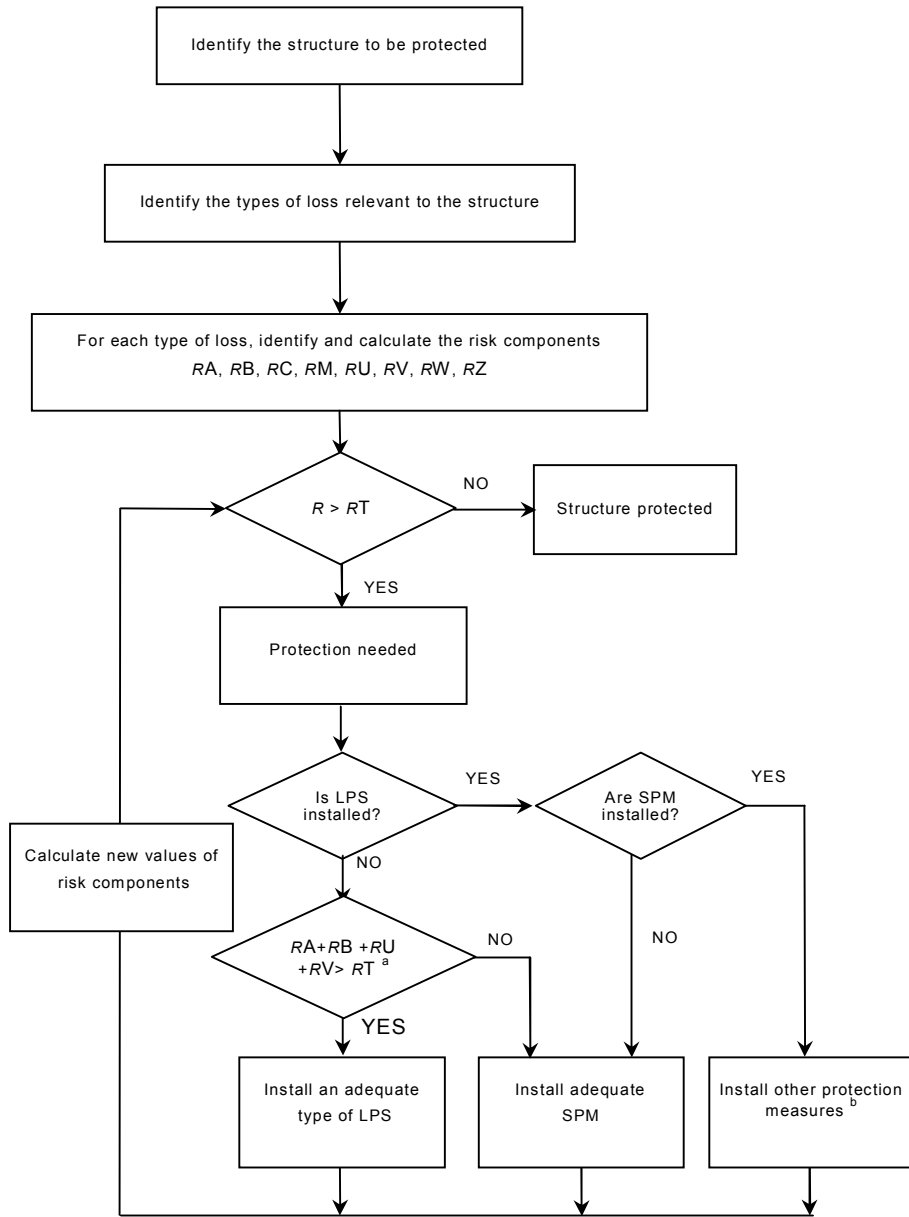 Identify the structure to be protected
Identify the types of loss relevant to the structure
For each type of loss, identify and calculate the risk components
RA, RB, RC, RM, RU, RV, RW, RZ
R > RT
NO
Structure protected
YES
Protection needed
Is LPS
installed?
YES
Are SPM
installed?
YES
Calculate new values of
risk components
NO
RA+RB +RU
+RV> RT a
NO
NO
YES
Install an adequate
type of LPS
Install adequate
SPM
Install other protection
measures b